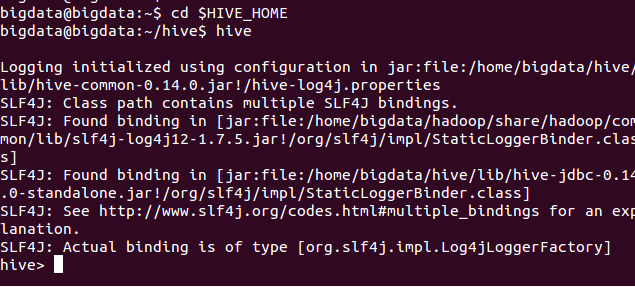 bigdata@bigdata:~$ cd $HIVE_HOME
bigdata@bigdata:~/hive$ hive
Logging initialized using configuration in jar:file:/home/bigdata/hive/
lib/hive-common-0.14.0.jar!/hive-log4j.properties
SLF4J: Class path contains multiple SLF4J bindings.
SLF4J: Found binding in [jar:file:/home/bigdata/hadoop/share/hadoop/com
mon/lib/slf4j-log4j12-1.7.5.jar!/org/slf4j/impl/StaticLoggerBinder.clas
s]
SLF4J: Found binding in [jar:file:/home/bigdata/hive/lib/hive-jdbc-0.14
.0-standalone.jar!/org/slf4j/impl/StaticLoggerBinder.class]
SLF4J: See http://www.slf4j.org/codes.html#multiple_bindings for an exp
lanation.
SLF4J: Actual binding is of type [org.slf4j.impl.Log4jLoggerFactory]
hive>